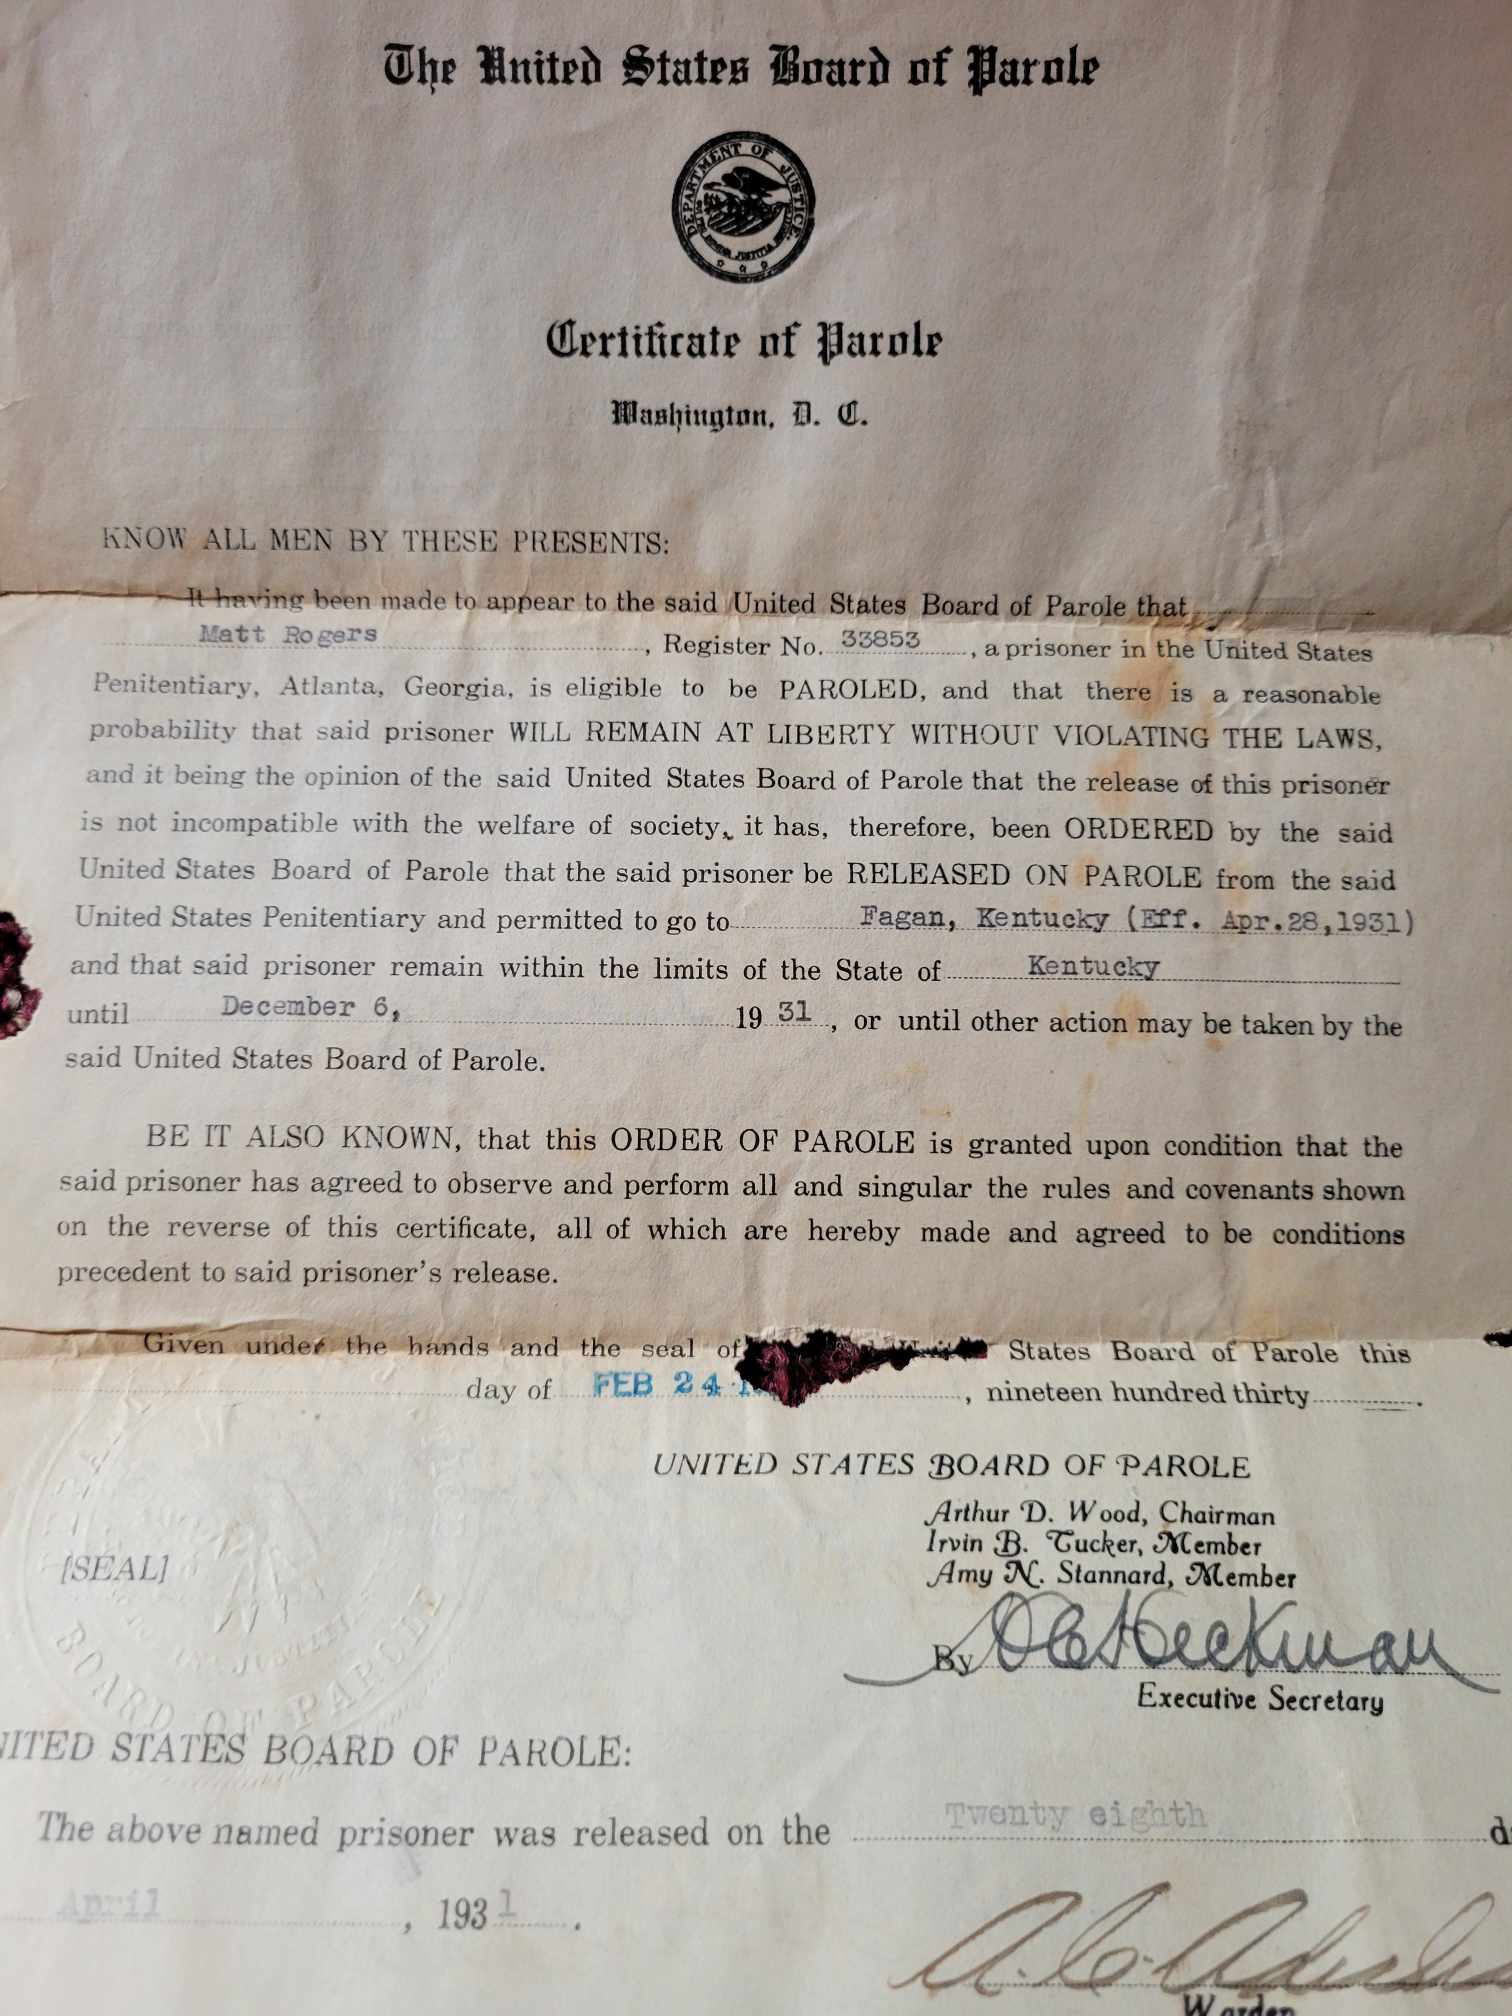 The United States Board of Parole
DEPARTMENT OF JUSTICE
Certificate of Parole
Washington, D. C.
KNOW ALL MEN BY THESE PRESENTS:
It having been made to appear to the said United States Board of Parole that
Matt Rogers, Register No. 33853, a prisoner in the United States
Penitentiary, Atlanta, Georgia, is eligible to be PAROLED, and that there is a reasonable
probability that said prisoner WILL REMAIN AT LIBERTY WITHOUT VIOLATING THE LAWS,
and it being the opinion of the said United States Board of Parole that the release of this prisoner
is not incompatible with the welfare of society, it has, therefore, been ORDERED by the said
United States Board of Parole that the said prisoner be RELEASED ON PAROLE from the said
United States Penitentiary and permitted to go to Fagan, Kentucky (Eff. Apr.28,1931)
and that said prisoner remain within the limits of the State of Kentucky
until December 6, 1931, or until other action may be taken by the
said United States Board of Parole.
BE IT ALSO KNOWN, that this ORDER OF PAROLE is granted upon condition that the
said prisoner has agreed to observe and perform all and singular the rules and covenants shown
on the reverse of this certificate, all of which are hereby made and agreed to be conditions
precedent to said prisoner's release.
Given under the hands and the seal of States Board of Parole this
day of FEB 24, nineteen hundred thirty
UNITED STATES BOARD OF PAROLE
Arthur D. Wood, Chairman
Irvin B. Tucker, Member
Amy N. Stannard, Member
[SEAL]
BOARD OF PAROLE
By Heckman
Executive Secretary
NITED STATES BOARD OF PAROLE:
The above named prisoner was released on the Twenty eighth d
April, 1931.
A. C. Aderho
Warden